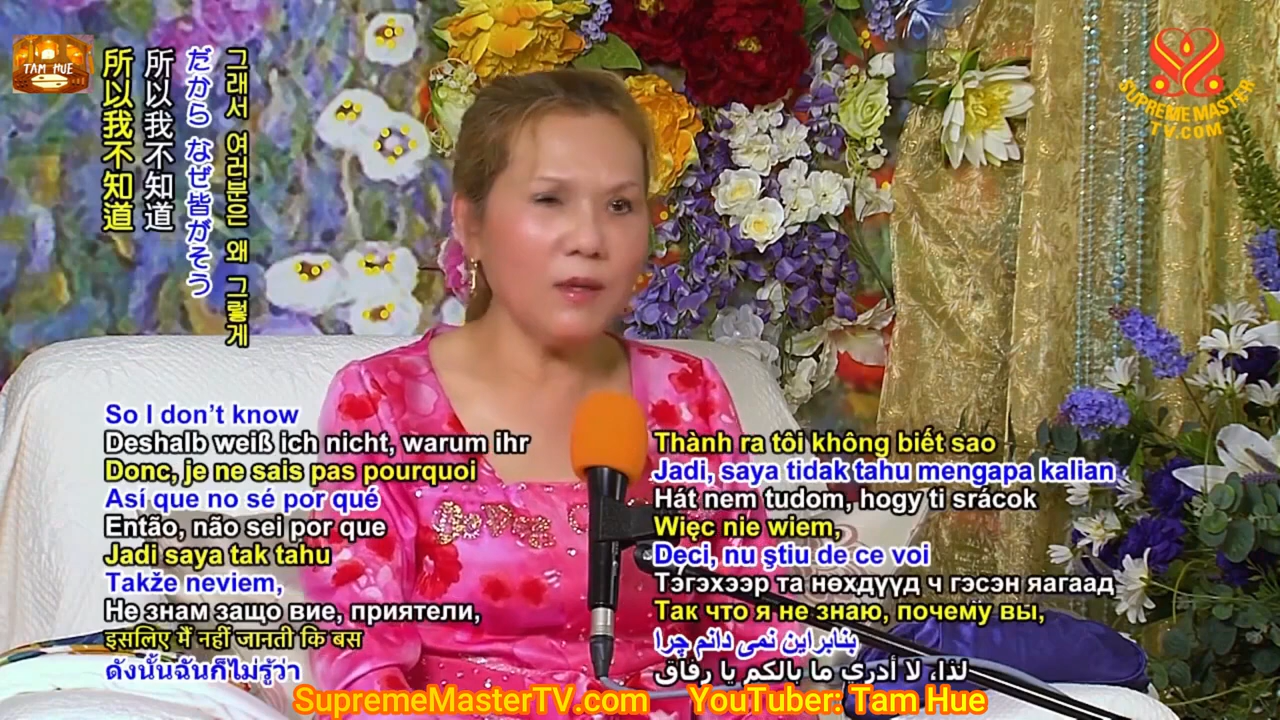 TAM HUE
所以我不知道
所以我不知道
だから なぜ皆がそう
그래서 여러분은 왜 그렇게
SUPREME MASTER
TV.COM
So I don't know
Deshalb weiß ich nicht, warum ihr
Donc, je ne sais pas pourquoi
Así que no sé por qué
Então, não sei por que
Jadi saya tak tahu
Takže neviem,
Не знам защо вие, приятели,
इसलिए मैं नहीं जानती कि बस
ดังนั้นฉันก็ไม่รู้ว่า
Thành ra tôi không biết sao
Jadi, saya tidak tahu mengapa kalian
Hát nem tudom, hogy ti srácok
Więc nie wiem,
Deci, nu ştiu de ce voi
Тэгэхээр та нөхдүүд ч гэсэн яагаад
Так что я не знаю, почему вы,
بنابراین نمی دانم چرا
لذا، لا أدري ما بالكم يا رفاق
SupremeMasterTV.com YouTuber: Tam Hue